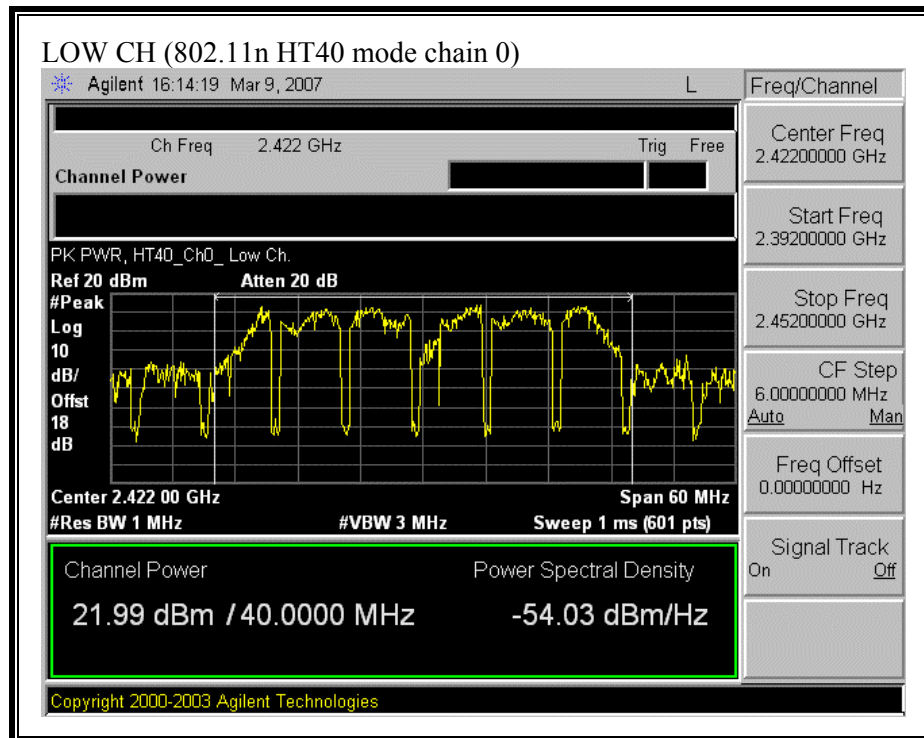 LOW CH (802.11n HT40 mode chain 0)
Agilent 16:14:19 Mar 9, 2007 L
Freq/Channel
Ch Freq 2.422 GHz Trig Free
Channel Power
Center Freq
2.42200000 GHz
Start Freq
2.39200000 GHz
Stop Freq
2.45200000 GHz
CF Step
6.00000000 MHz
Auto Man
Freq Offset
0.00000000 Hz
Signal Track
On Off
PK PWR, HT40_Ch0_ Low Ch.
Ref 20 dBm Atten 20 dB
#Peak
Log
10
dB/
Offst
18
dB
Center 2.422 00 GHz Span 60 MHz
#Res BW 1 MHz #VBW 3 MHz Sweep 1 ms (601 pts)
Channel Power Power Spectral Density
21.99 dBm / 40.0000 MHz -54.03 dBm/Hz
Copyright 2000-2003 Agilent Technologies